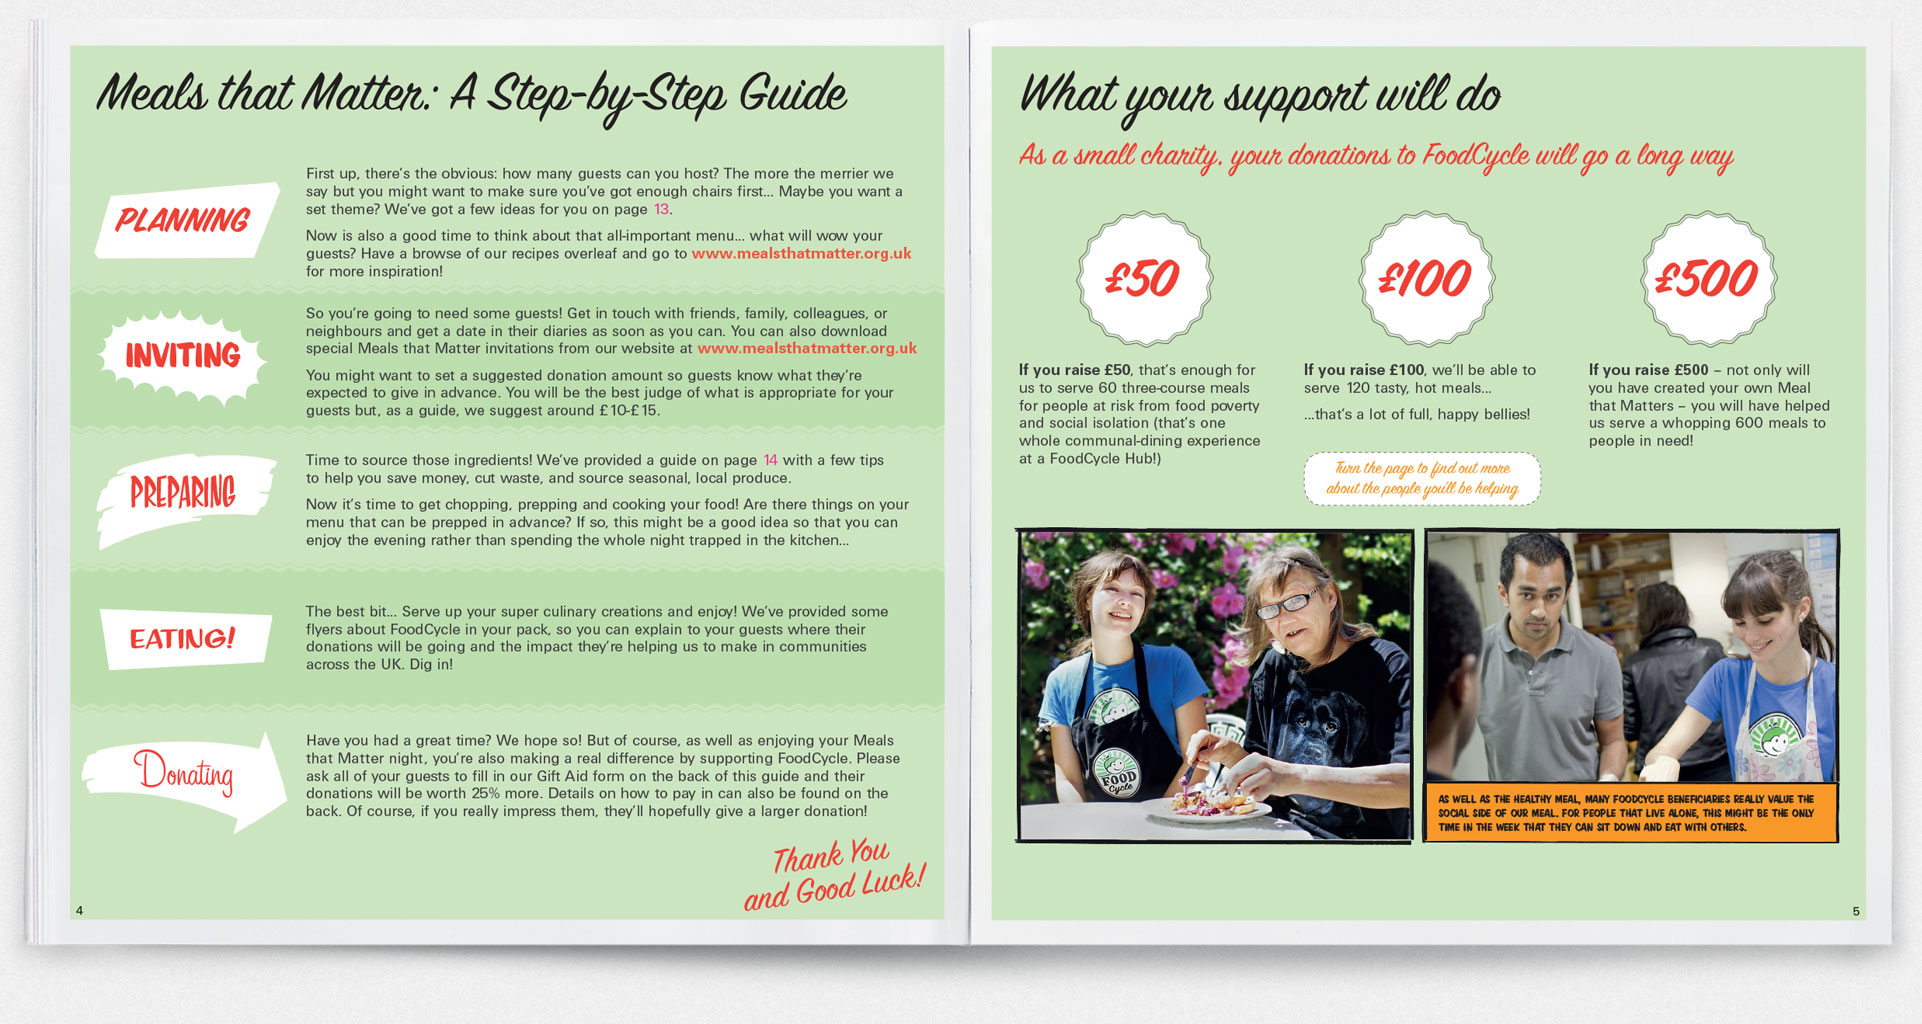 Meals that Matter: A Step-by-Step Guide
PLANNING
First up, there's the obvious: how many guests can you host? The more the merrier we
say but you might want to make sure you've got enough chairs first... Maybe you want a
set theme? We've got a few ideas for you on page 13.
Now is also a good time to think about that all-important menu... what will wow your
guests? Have a browse of our recipes overleaf and go to www.mealsthatmatter.org.uk
for more inspiration!
INVITING
So you're going to need some guests! Get in touch with friends, family, colleagues, or
neighbours and get a date in their diaries as soon as you can. You can also download
special Meals that Matter invitations from our website at www.mealsthatmatter.org.uk
You might want to set a suggested donation amount so guests know what they're
expected to give in advance. You will be the best judge of what is appropriate for your
guests but, as a guide, we suggest around £10-£15.
PREPARING
Time to source those ingredients! We've provided a guide on page 14 with a few tips
to help you save money, cut waste, and source seasonal, local produce.
Now it's time to get chopping, prepping and cooking your food! Are there things on your
menu that can be prepped in advance? If so, this might be a good idea so that you can
enjoy the evening rather than spending the whole night trapped in the kitchen...
EATING!
The best bit... Serve up your super culinary creations and enjoy! We've provided some
flyers about FoodCycle in your pack, so you can explain to your guests where their
donations will be going and the impact they're helping us to make in communities
across the UK. Dig in!
Donating
Have you had a great time? We hope so! But of course, as well as enjoying your Meals
that Matter night, you're also making a real difference by supporting FoodCycle. Please
ask all of your guests to fill in our Gift Aid form on the back of this guide and their
donations will be worth 25% more. Details on how to pay in can also be found on the
back. Of course, if you really impress them, they'll hopefully give a larger donation!
Thank You
and Good Luck!
4
What your support will do
As a small charity, your donations to FoodCycle will go a long way
£50
If you raise £50, that's enough for
us to serve 60 three-course meals
for people at risk from food poverty
and social isolation (that's one
whole communal-dining experience
at a FoodCycle Hub!)
£100
If you raise £100, we'll be able to
serve 120 tasty, hot meals...
...that's a lot of full, happy bellies!
Turn the page to find out more
about the people you'll be helping
£500
If you raise £500 – not only will
you have created your own Meal
that Matters – you will have helped
us serve a whopping 600 meals to
people in need!
FOOD
Cycle
AS WELL AS THE HEALTHY MEAL, MANY FOODCYCLE BENEFICIARIES REALLY VALUE THE
SOCIAL SIDE OF OUR MEAL. FOR PEOPLE THAT LIVE ALONE, THIS MIGHT BE THE ONLY
TIME IN THE WEEK THAT THEY CAN SIT DOWN AND EAT WITH OTHERS.
5